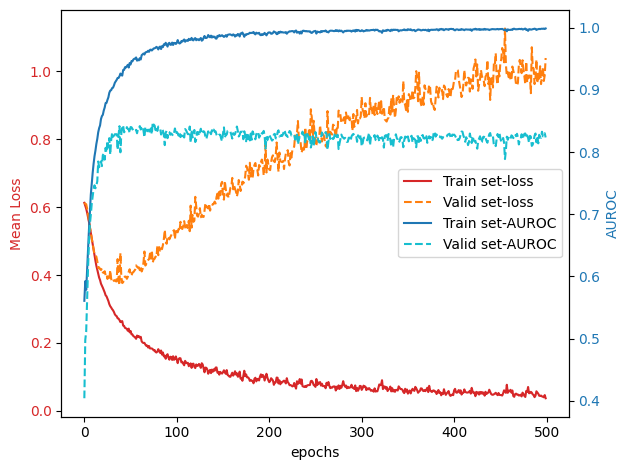 1.0
0.8
0.6
0.4
0.2
0.0
Mean Loss
1.0
0.9
0.8
0.7
0.6
0.5
0.4
AUROC
Train set-loss
Valid set-loss
Train set-AUROC
Valid set-AUROC
0
100
200
300
400
500
epochs